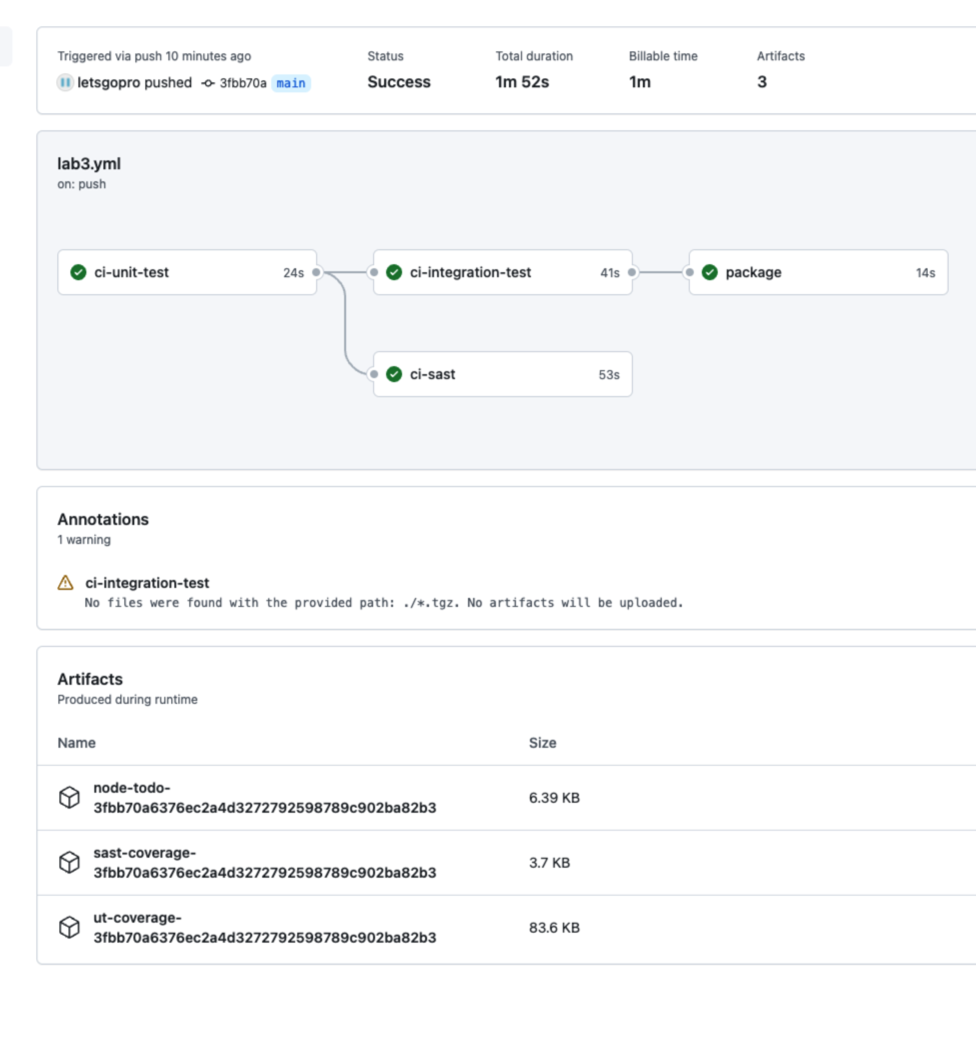 Triggered via push 10 minutes ago
letsgopro pushed 3fbb70a main
Status
Success
Total duration
1m 52s
Billable time
1m
Artifacts
3
lab3.yml
on: push
ci-unit-test 24s
ci-integration-test 41s
package 14s
ci-sast 53s
Annotations
1 warning
ci-integration-test
No files were found with the provided path: ./*.tgz. No artifacts will be uploaded.
Artifacts
Produced during runtime
Name Size
node-todo-
3fbb70a6376ec2a4d3272792598789c902ba82b3
6.39 KB
sast-coverage-
3fbb70a6376ec2a4d3272792598789c902ba82b3
3.7 KB
ut-coverage-
3fbb70a6376ec2a4d3272792598789c902ba82b3
83.6 KB